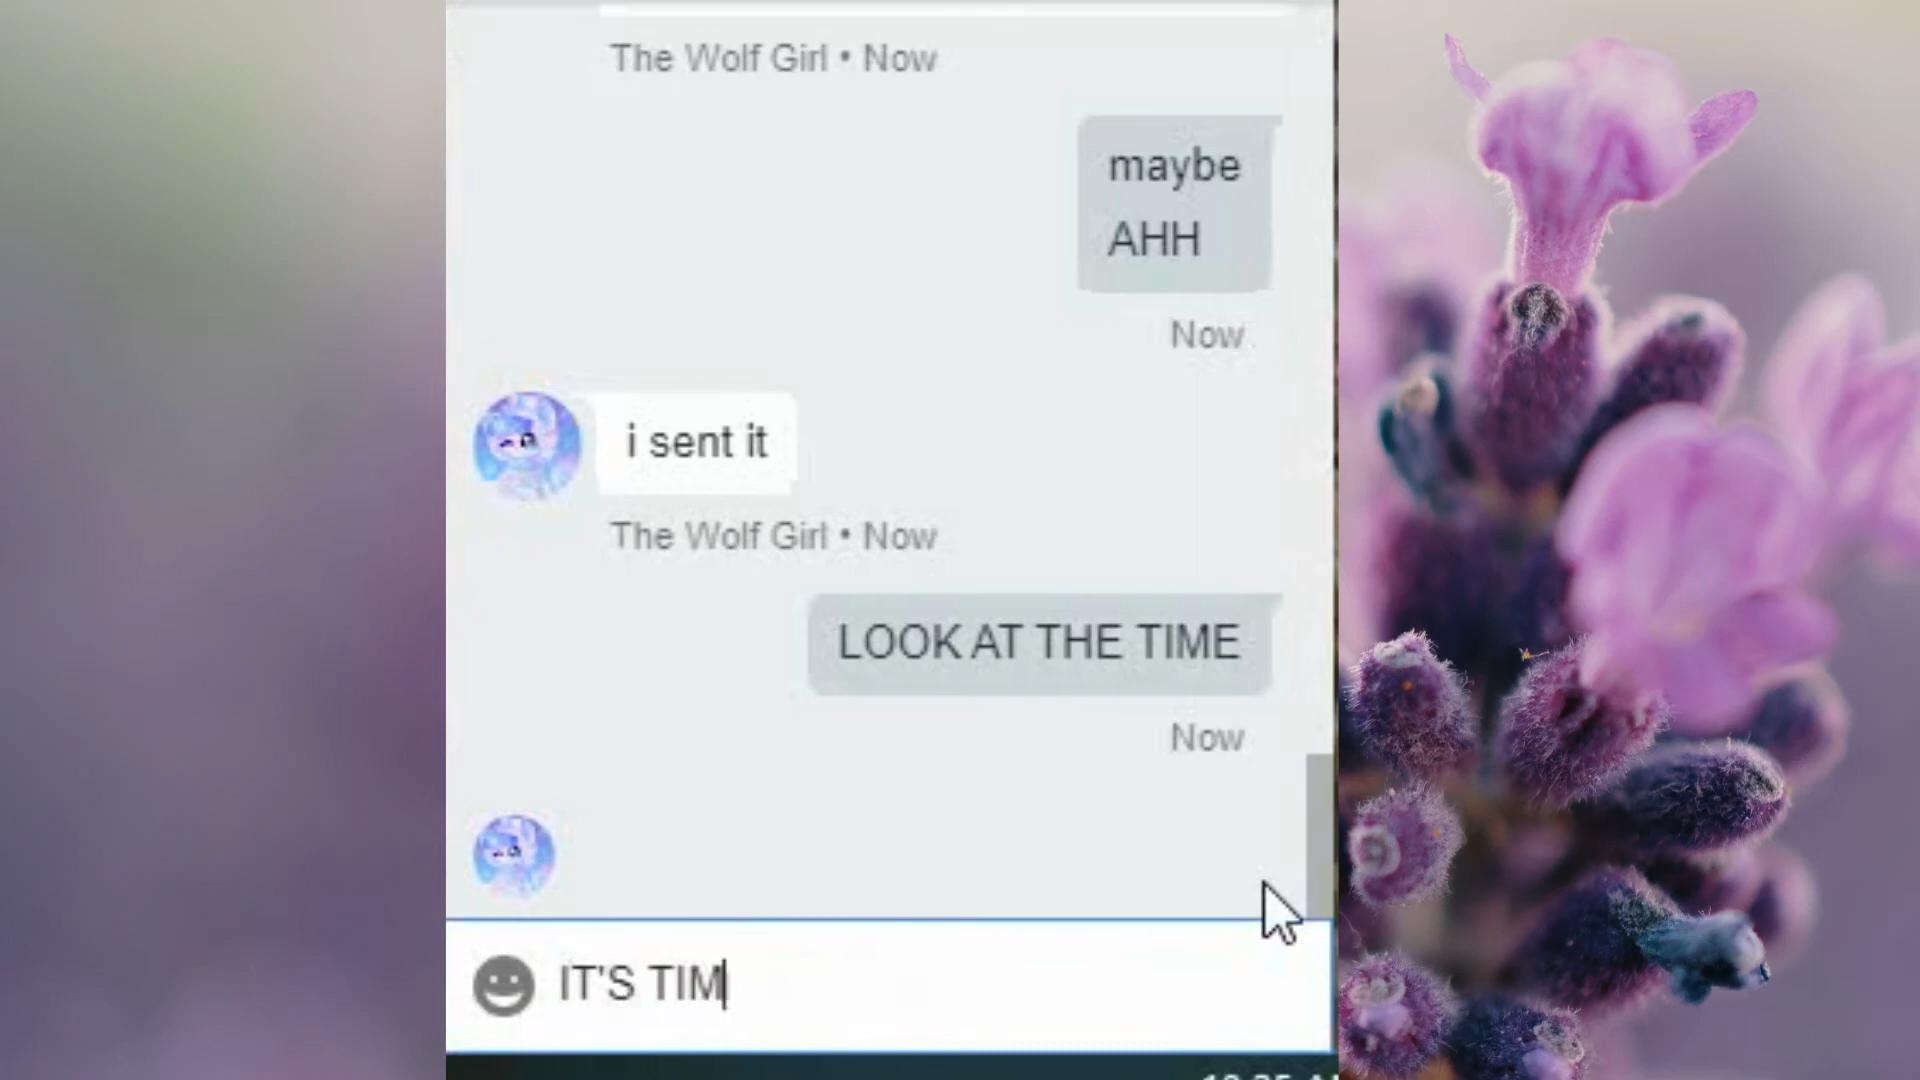 The Wolf Girl • Now
maybe
AHH
Now
i sent it
The Wolf Girl • Now
LOOK AT THE TIME
Now
IT'S TIM